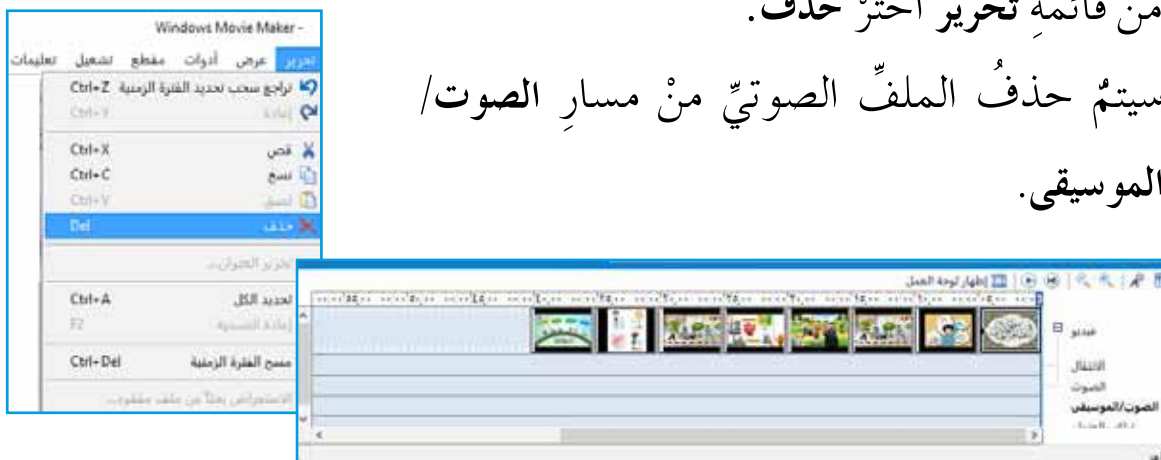 من قائمةِ تحرير اخترْ حذف.
سيتمُّ حذفُ الملفِّ الصوتيِّ منْ مسارِ الصوت/
الموسيقى.
Windows Movie Maker -
تحرير عرض أدوات مقطع تشغيل تعليمات
تراجع سحب تحديد الفترة الزمنية Ctrl+Z
إعادة Ctrl+Y
قص Ctrl+X
نسخ Ctrl+C
لصق Ctrl+V
حذف Del
تحرير العنوان...
تحديد الكل Ctrl+A
إعادة التسمية F2
مسح الفترة الزمنية Ctrl+Del
الاستعراض بحثاً عن ملف مفقود...
إظهار لوحة العمل
فيديو
الانتقال
الصوت
الصوت/الموسيقى